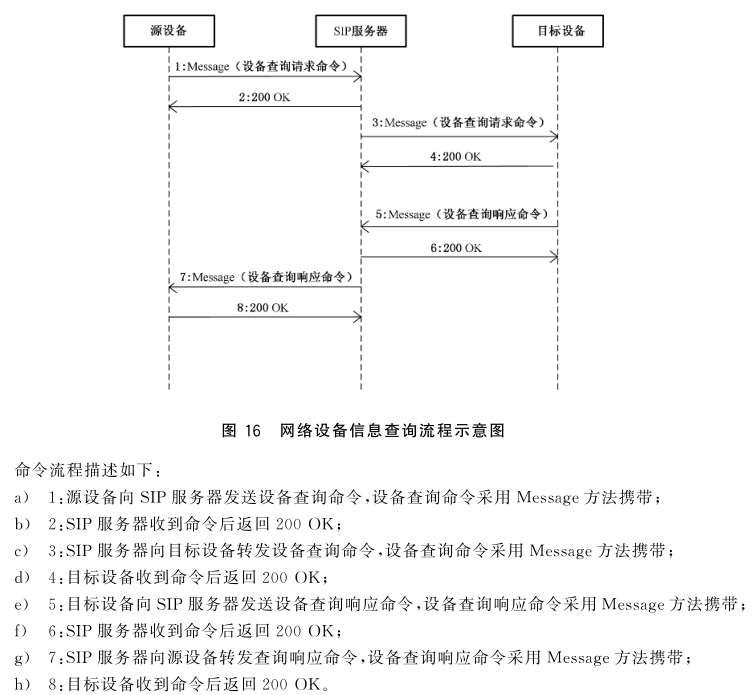 源设备
SIP服务器
目标设备
1:Message（设备查询请求命令）
2:200 OK
3:Message（设备查询请求命令）
4:200 OK
5:Message（设备查询响应命令）
6:200 OK
7:Message（设备查询响应命令）
8:200 OK
图 16 网络设备信息查询流程示意图
命令流程描述如下：
a） 1:源设备向 SIP 服务器发送设备查询命令,设备查询命令采用 Message 方法携带；
b） 2:SIP 服务器收到命令后返回 200 OK；
c） 3:SIP 服务器向目标设备转发设备查询命令,设备查询命令采用 Message 方法携带；
d） 4:目标设备收到命令后返回 200 OK；
e） 5:目标设备向 SIP 服务器发送设备查询响应命令,设备查询响应命令采用 Message 方法携带；
f） 6:SIP 服务器收到命令后返回 200 OK；
g） 7:SIP 服务器向源设备转发查询响应命令,设备查询响应命令采用 Message 方法携带；
h） 8:目标设备收到命令后返回 200 OK。